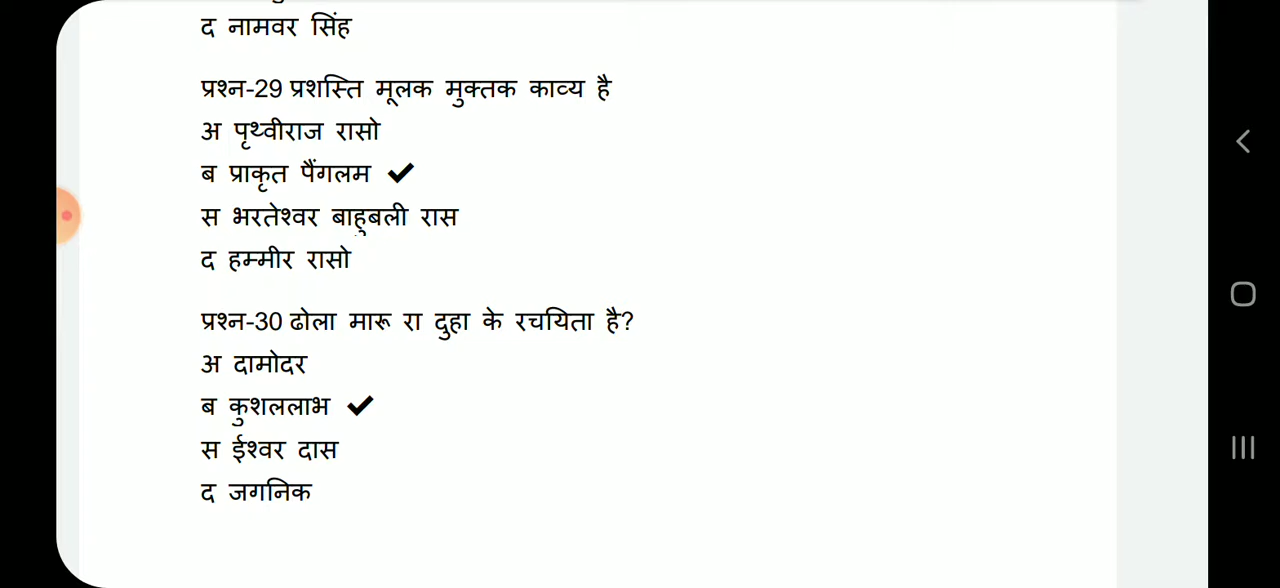 द नामवर सिंह
प्रश्न-29 प्रशस्ति मूलक मुक्तक काव्य है
अ पृथ्वीराज रासो
ब प्राकृत पैंगलम ✔
स भरतेश्वर बाहुबली रास
द हम्मीर रासो
प्रश्न-30 ढोला मारू रा दुहा के रचयिता है?
अ दामोदर
ब कुशललाभ ✔
स ईश्वर दास
द जगनिक